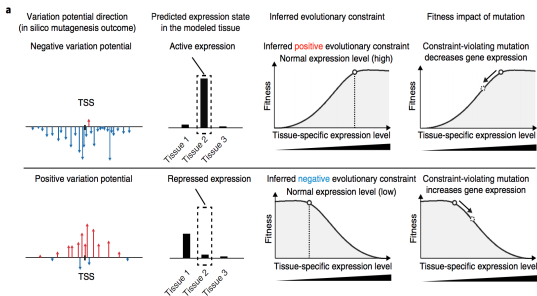 a
Variation potential direction
(in silico mutagenesis outcome)
Predicted expression state
in the modeled tissue
Inferred evolutionary constraint
Fitness impact of mutation
Negative variation potential
TSS
Active expression
Tissue 1
Tissue 2
Tissue 3
Inferred positive evolutionary constraint
Normal expression level (high)
Fitness
Tissue-specific expression level
Constraint-violating mutation
decreases gene expression
Fitness
Tissue-specific expression level
Positive variation potential
TSS
Repressed expression
Tissue 1
Tissue 2
Tissue 3
Inferred negative evolutionary constraint
Normal expression level (low)
Fitness
Tissue-specific expression level
Constraint-violating mutation
increases gene expression
Fitness
Tissue-specific expression level